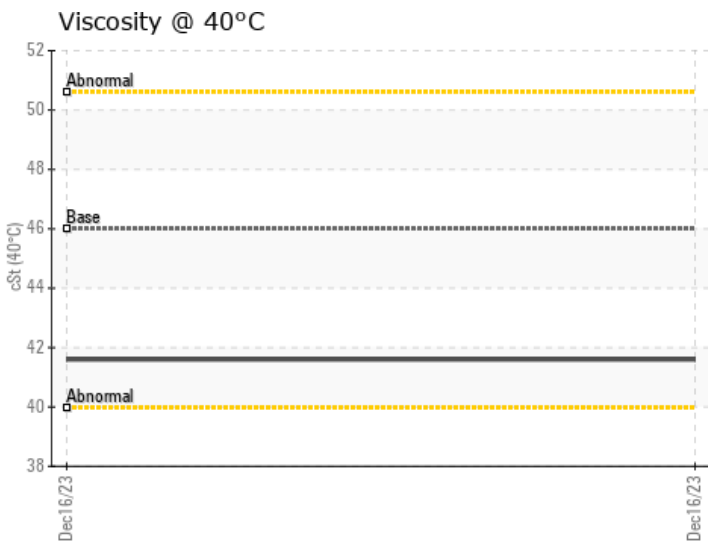 Viscosity @ 40°C
52
Abnormal
50
48
Base
46
cSt (40°C)
44
42
Abnormal
40
38
Dec16/23
Dec16/23